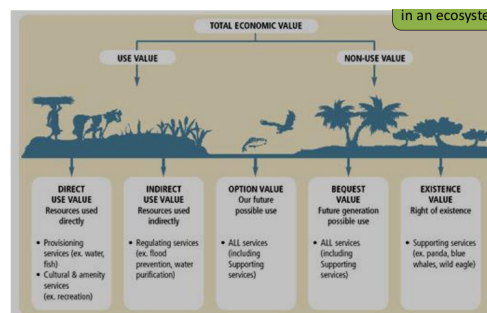 in an ecosyste
TOTAL ECONOMIC VALUE
USE VALUE
NON-USE VALUE
DIRECT
USE VALUE
Resources used
directly
• Provisioning
services (ex. water,
fish)
• Cultural & amenity
services
(ex. recreation)
INDIRECT
USE VALUE
Resources used
indirectly
• Regulating services
(ex. flood
prevention, water
purification)
OPTION VALUE
Our future
possible use
• ALL services
(including
Supporting
services)
BEQUEST
VALUE
Future generation
possible use
• ALL services
(including
Supporting
services)
EXISTENCE
VALUE
Right of existence
• Supporting services
(ex. panda, blue
whales, wild eagle)